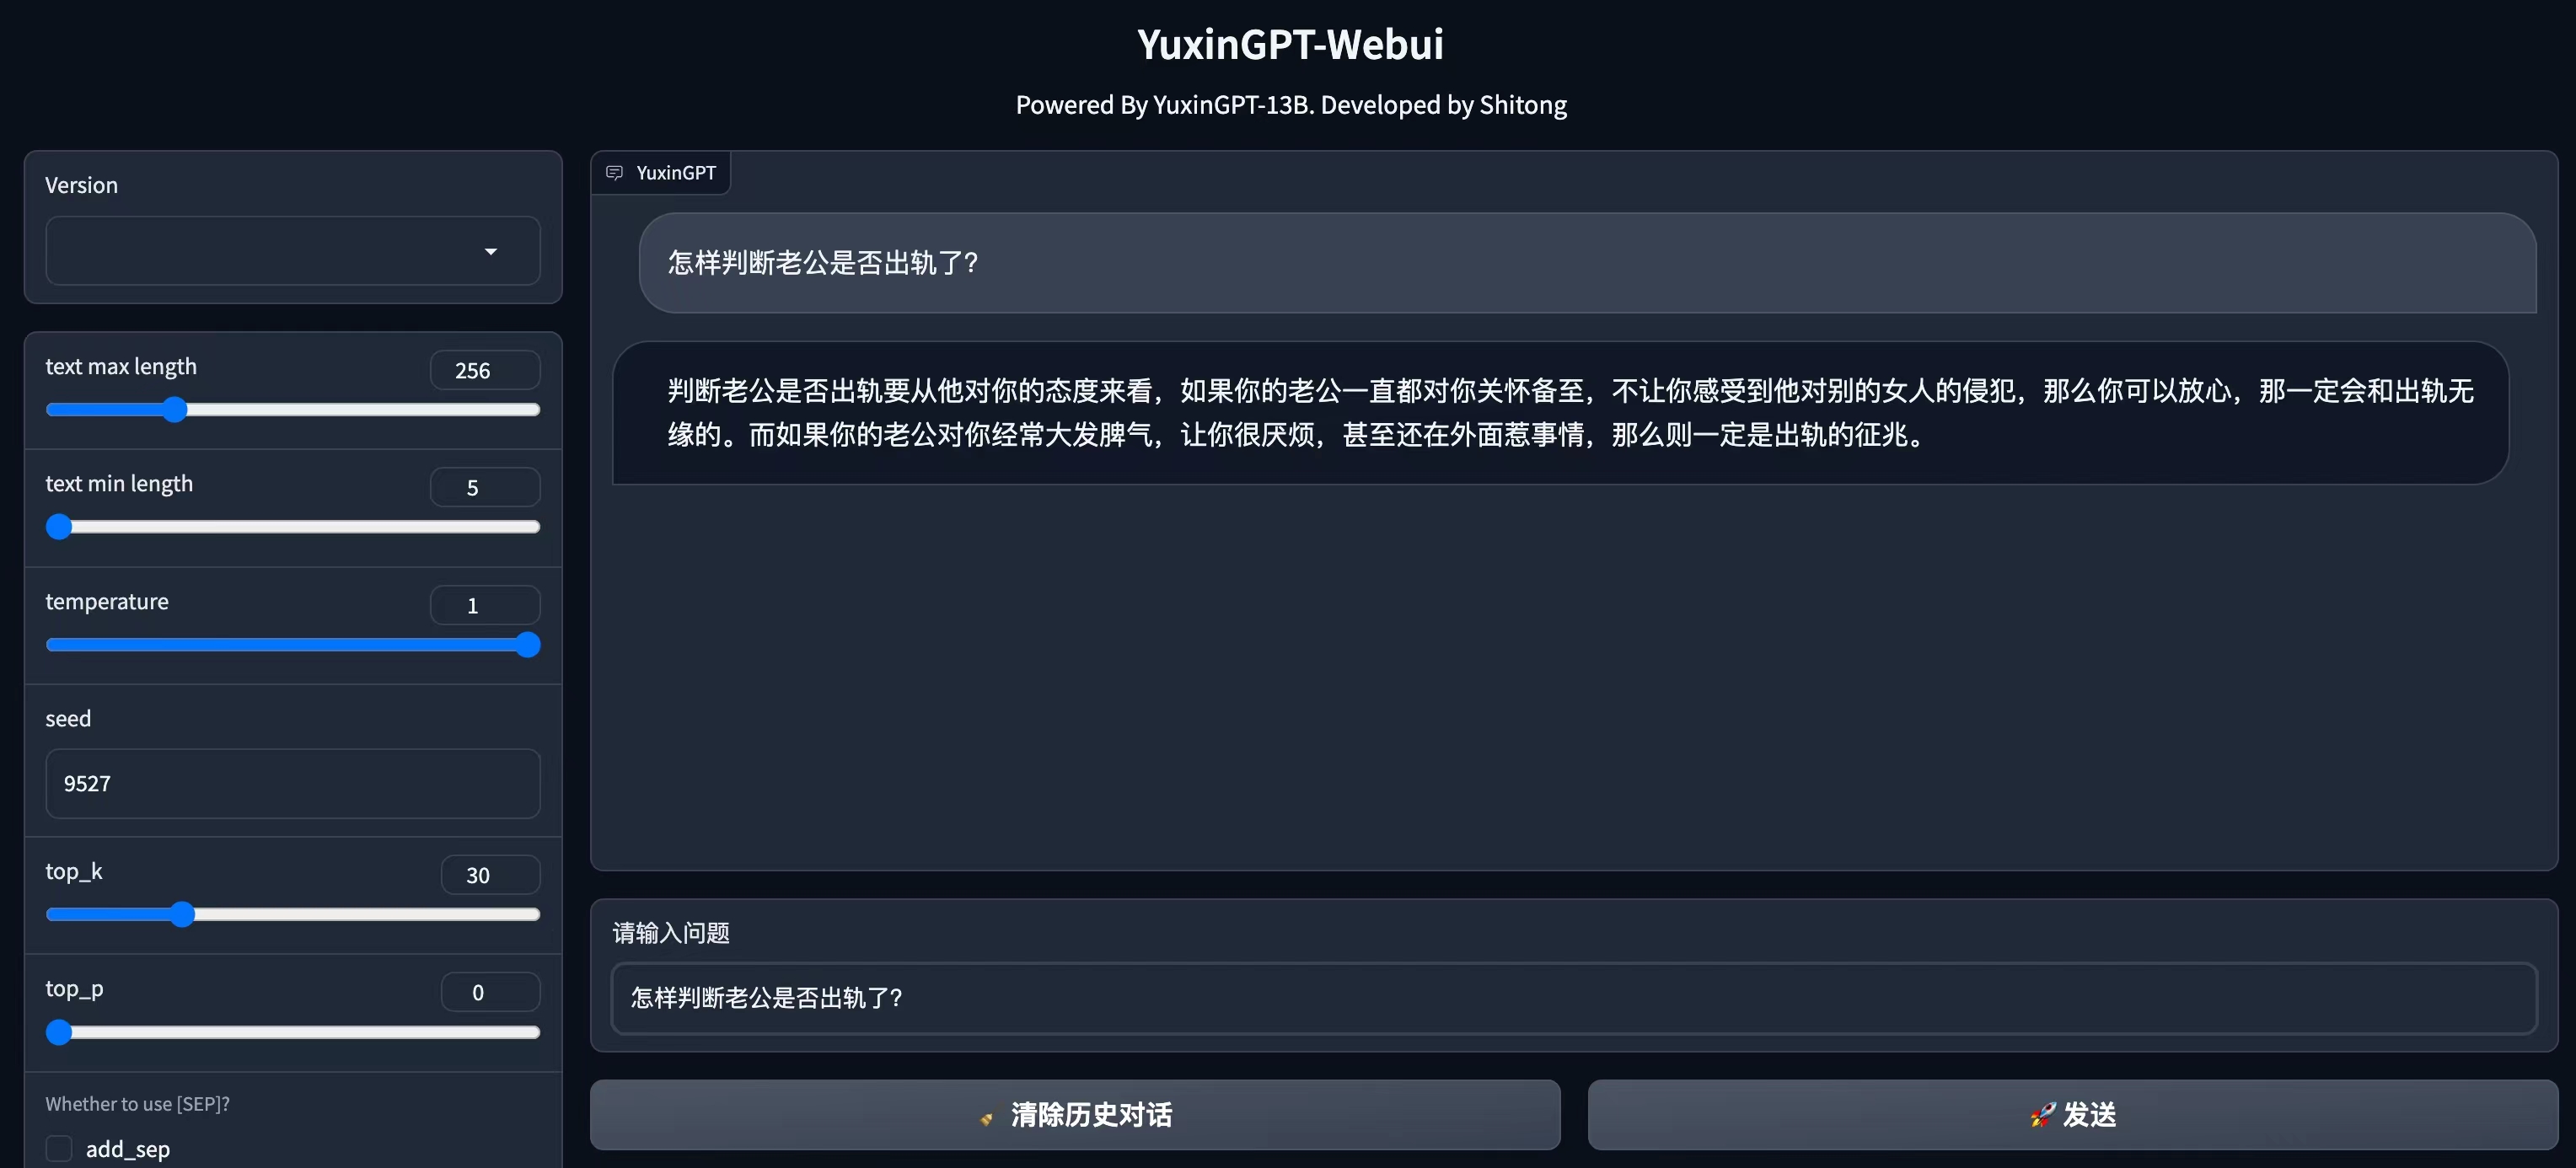 YuxinGPT-Webui
Powered By YuxinGPT-13B. Developed by Shitong
Version
text max length
256
text min length
5
temperature
1
seed
9527
top_k
30
top_p
0
Whether to use [SEP]?
add_sep
YuxinGPT
怎样判断老公是否出轨了?
判断老公是否出轨要从他对你的态度来看，如果你的老公一直都对你关怀备至，不让你感受到他对别的女人的侵犯，那么你可以放心，那一定会和出轨无
缘的。而如果你的老公对你经常大发脾气，让你很厌烦，甚至还在外面惹事情，那么则一定是出轨的征兆。
请输入问题
怎样判断老公是否出轨了?
清除历史对话
🚀 发送